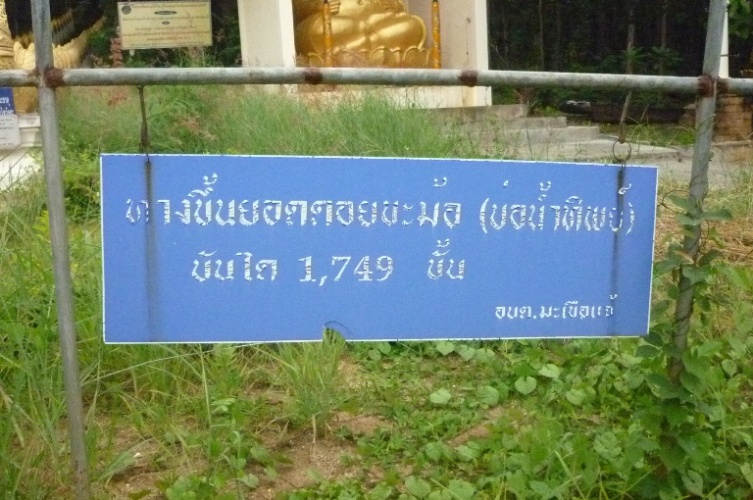 ทางขึ้นยอดดอยขะม้อ (บ่อน้ำทิพย์)
บันได 1,749 ขั้น
อบต.มะเขือแจ้